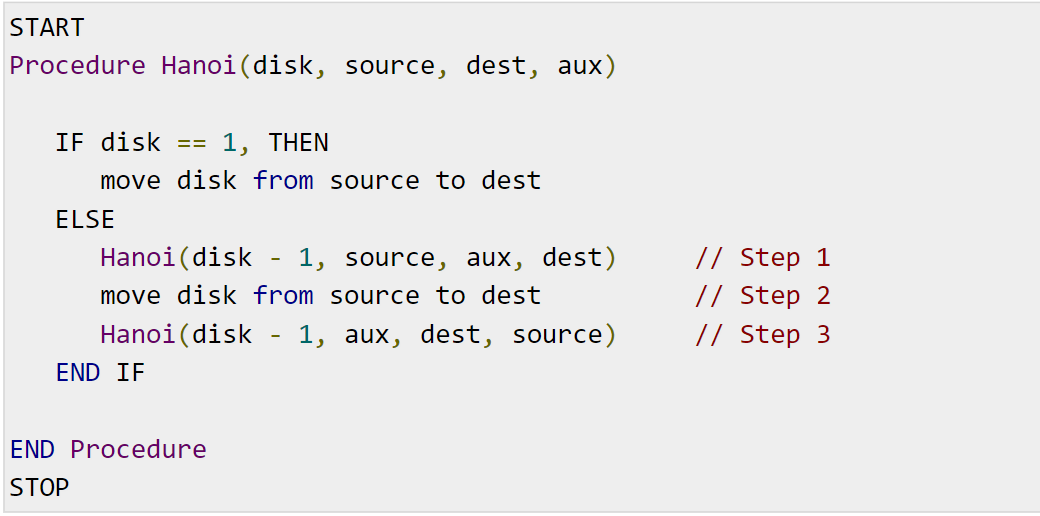 START
Procedure Hanoi(disk, source, dest, aux)
IF disk == 1, THEN
move disk from source to dest
ELSE
Hanoi(disk - 1, source, aux, dest) // Step 1
move disk from source to dest // Step 2
Hanoi(disk - 1, aux, dest, source) // Step 3
END IF
END Procedure
STOP